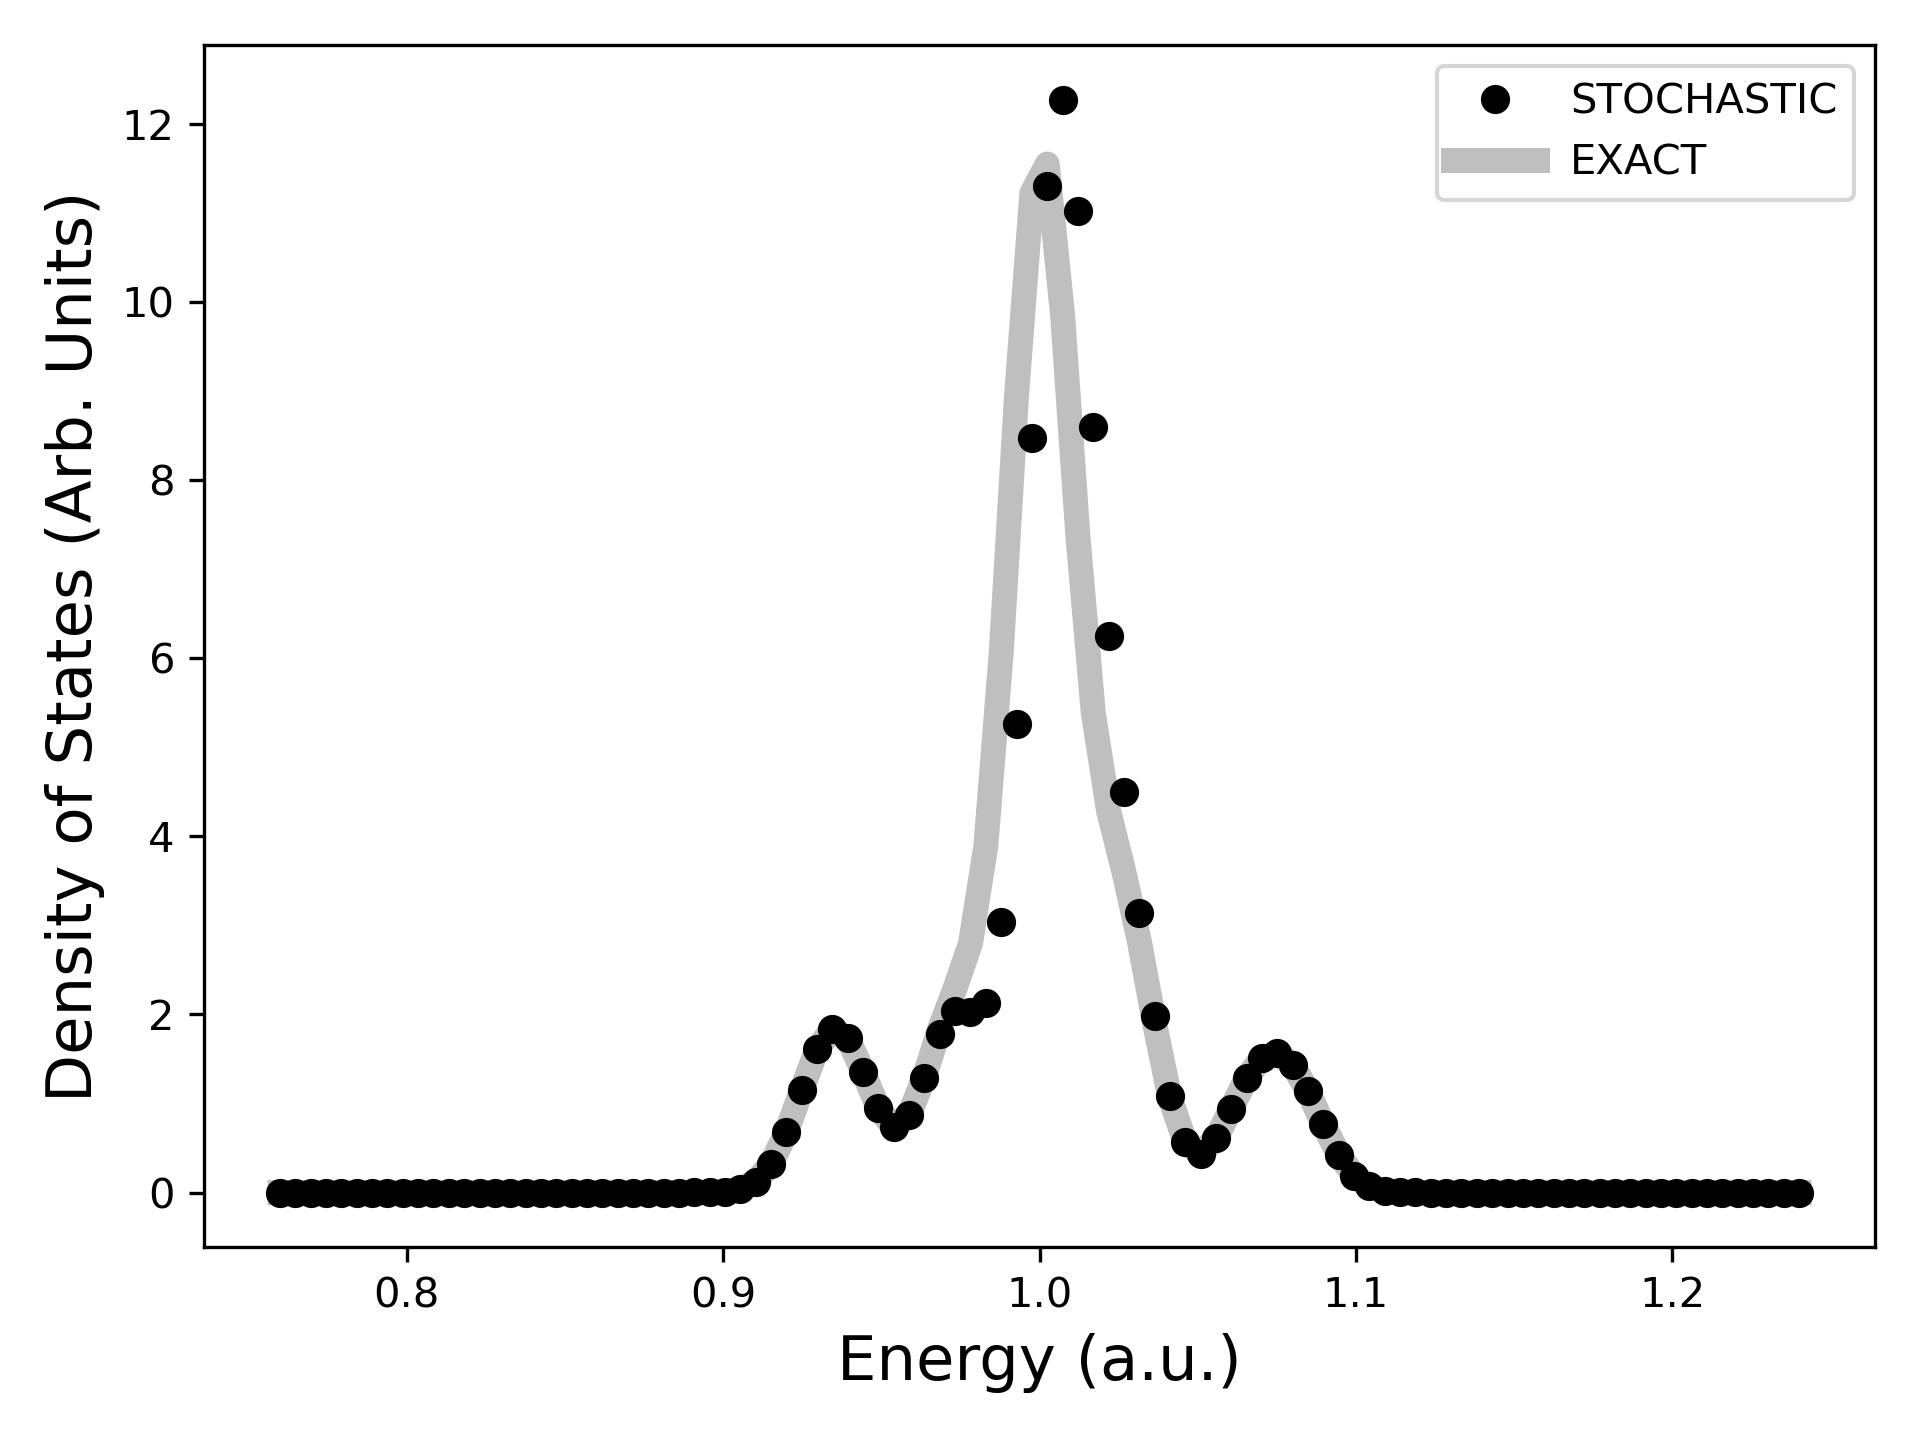 STOCHASTIC
EXACT
Density of States (Arb. Units)
12
10
8
6
4
2
0
0.8 0.9 1.0 1.1 1.2
Energy (a.u.)